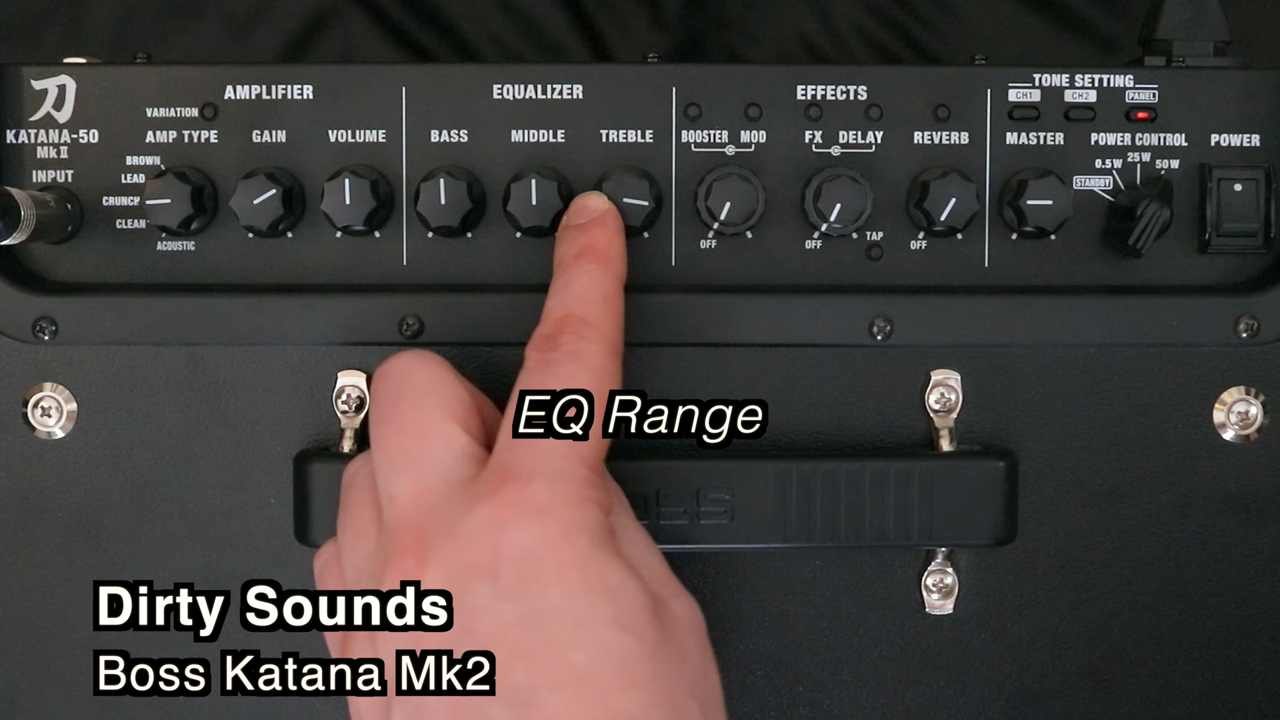 刀
KATANA-50
MkⅡ
INPUT
AMPLIFIER
VARIATION
AMP TYPE GAIN VOLUME
BROWN
LEAD
CRUNCH
CLEAN
ACOUSTIC
EQUALIZER
BASS MIDDLE TREBLE
EFFECTS
BOOSTER MOD FX DELAY REVERB
OFF OFF TAP OFF
TONE SETTING
CH1 CH2 PANEL
MASTER POWER CONTROL POWER
STANDBY 0.5W 25W 50W
EQ Range
Dirty Sounds
Boss Katana Mk2